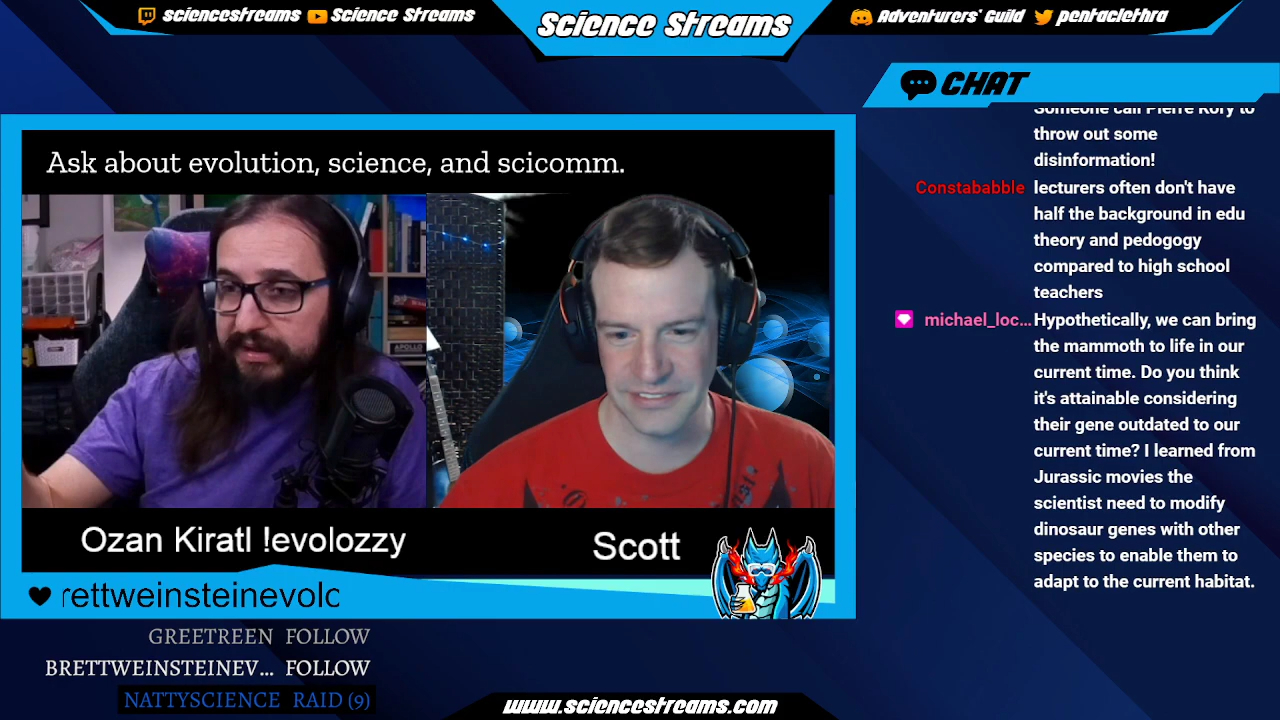 sciencestreams Science Streams
Science Streams
Adventurers' Guild pentaclethra
CHAT
Someone call Pierre Kory to
throw out some
disinformation!
Constababble lecturers often don't have
half the background in edu
theory and pedogogy
compared to high school
teachers
michael_loc... Hypothetically, we can bring
the mammoth to life in our
current time. Do you think
it's attainable considering
their gene outdated to our
current time? I learned from
Jurassic movies the
scientist need to modify
dinosaur genes with other
species to enable them to
adapt to the current habitat.
Ask about evolution, science, and scicomm.
APOLLO
Ozan Kiratl !evolozzy
Scott
rettweinsteinevolc
GREETREEN FOLLOW
BRETTWEINSTEINEV... FOLLOW
NATTYSCIENCE RAID (9)
www.sciencestreams.com